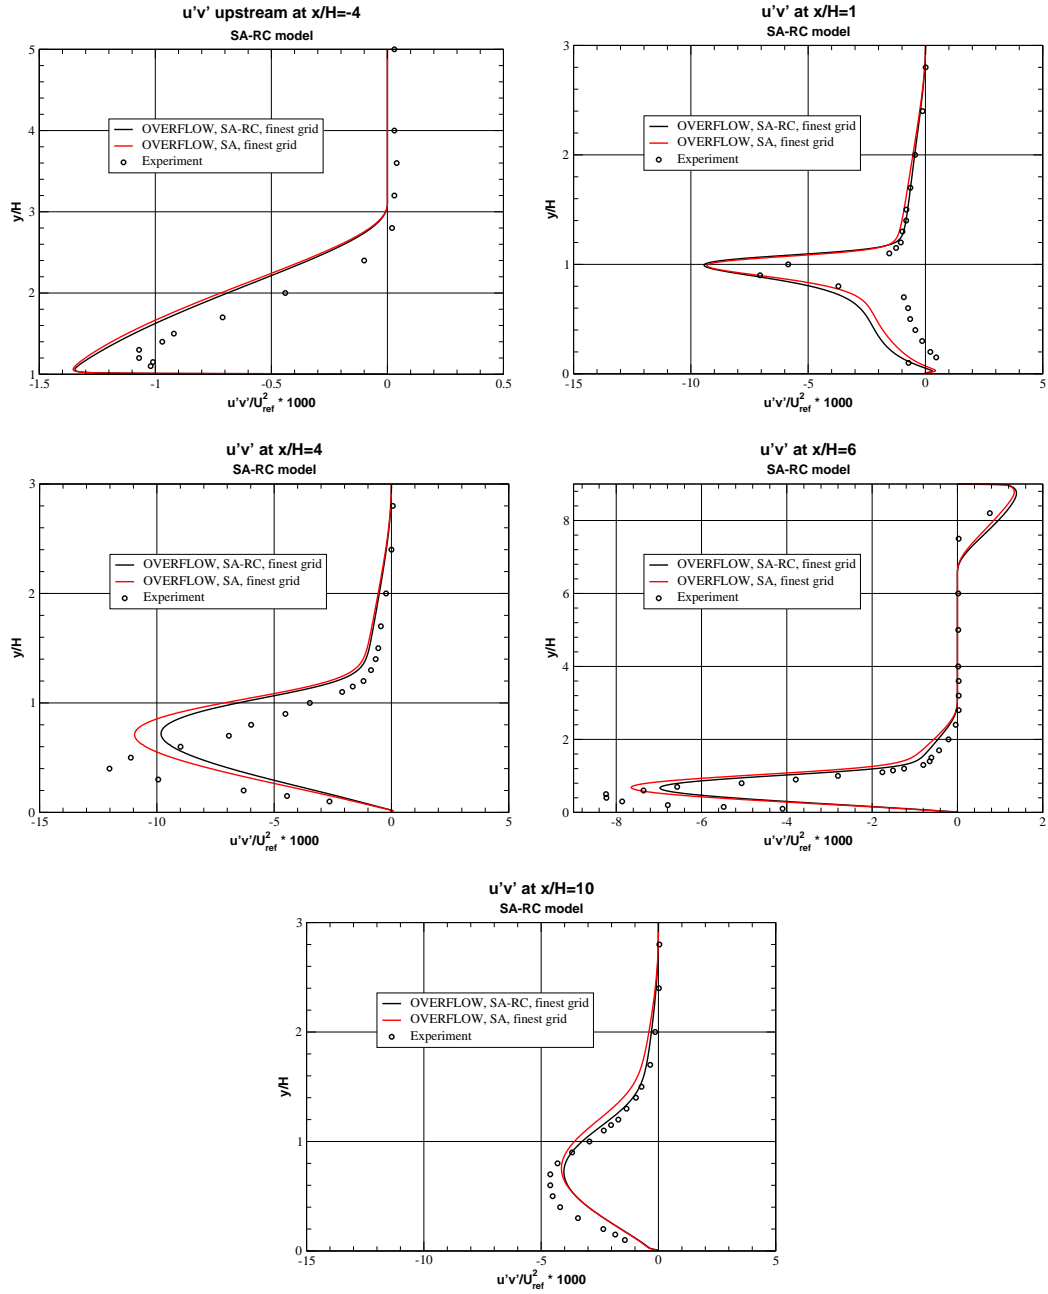 u'v' upstream at x/H=-4
SA-RC model
5
4
3
2
1
y/H
OVERFLOW, SA-RC, finest grid
OVERFLOW, SA, finest grid
Experiment
-1.5 -1 -0.5 0 0.5
u'v'/U²ref * 1000
u'v' at x/H=1
SA-RC model
3
2
1
0
y/H
OVERFLOW, SA-RC, finest grid
OVERFLOW, SA, finest grid
Experiment
-15 -10 -5 0 5
u'v'/U²ref * 1000
u'v' at x/H=4
SA-RC model
3
2
1
0
y/H
OVERFLOW, SA-RC, finest grid
OVERFLOW, SA, finest grid
Experiment
-15 -10 -5 0 5
u'v'/U²ref * 1000
u'v' at x/H=6
SA-RC model
8
6
4
2
0
y/H
OVERFLOW, SA-RC, finest grid
OVERFLOW, SA, finest grid
Experiment
-8 -6 -4 -2 0 2
u'v'/U²ref * 1000
u'v' at x/H=10
SA-RC model
3
2
1
0
y/H
OVERFLOW, SA-RC, finest grid
OVERFLOW, SA, finest grid
Experiment
-15 -10 -5 0 5
u'v'/U²ref * 1000